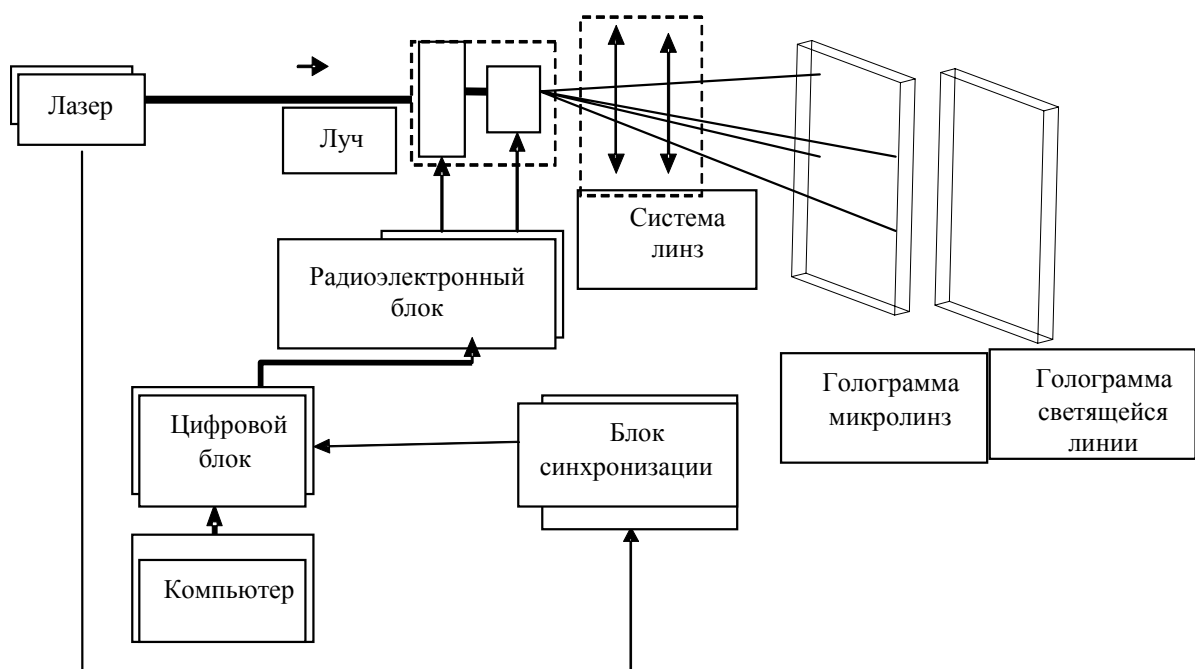 Лазер
Луч
Система
линз
Радиоэлектронный
блок
Голограмма
микролинз
Голограмма
светящейся
линии
Цифровой
блок
Блок
синхронизации
Компьютер